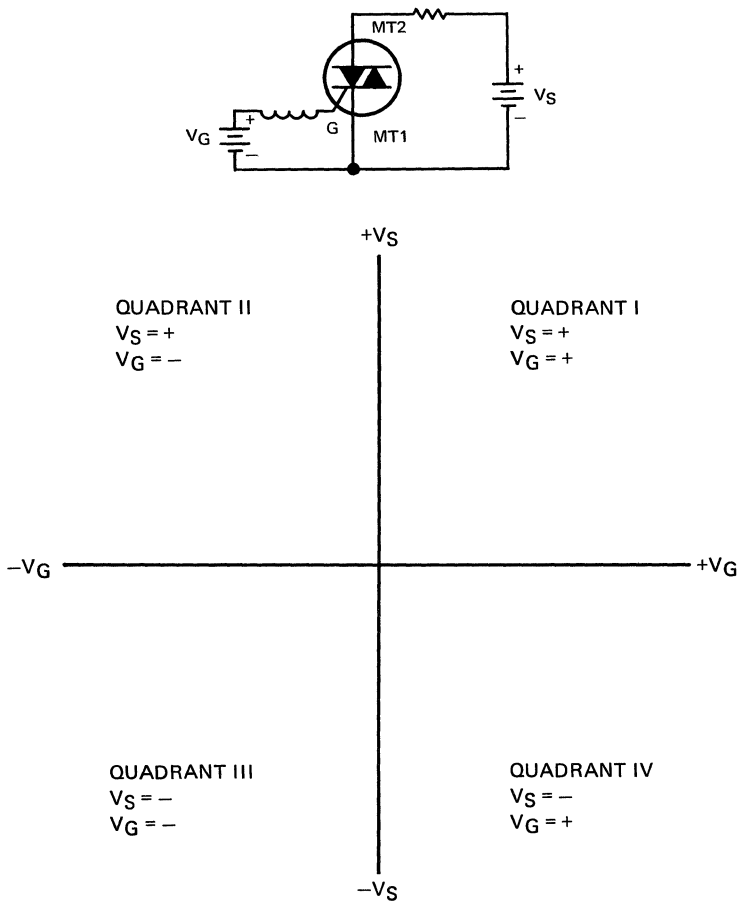 MT2
+
VS
−
+
VG
−
G
MT1
+VS
QUADRANT II
VS = +
VG = −
QUADRANT I
VS = +
VG = +
−VG
+VG
QUADRANT III
VS = −
VG = −
QUADRANT IV
VS = −
VG = +
−VS